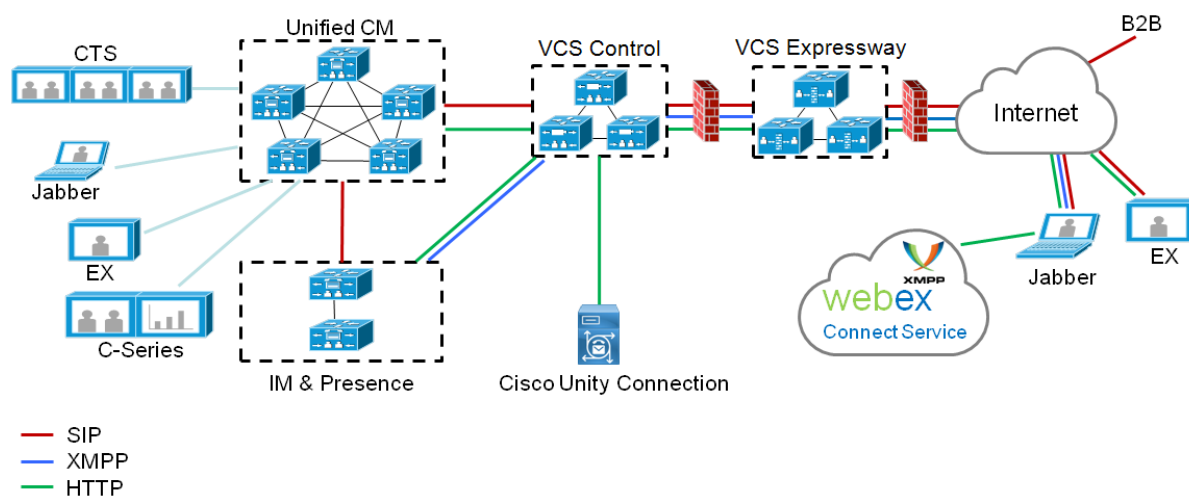 Unified CM
CTS
VCS Control
VCS Expressway
B2B
Internet
Jabber
EX
C-Series
IM & Presence
Cisco Unity Connection
XMPP
webex
Connect Service
Jabber
EX
SIP
XMPP
HTTP